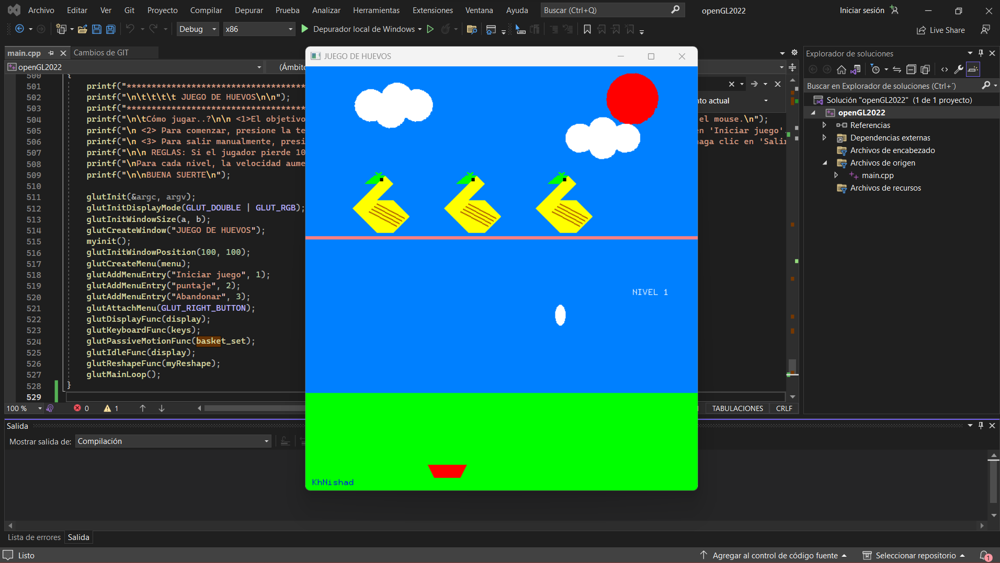 Archivo Editar Ver Git Proyecto Compilar Depurar Prueba Analizar Herramientas Extensiones Ventana Ayuda Buscar (Ctrl+Q) openGL2022 Iniciar sesión
Debug x86 Depurador local de Windows Live Share
main.cpp Cambios de GIT
openGL2022 (Ámbito
JUEGO DE HUEVOS
Explorador de soluciones
Buscar en Explorador de soluciones (Ctrl+´)
Solución "openGL2022" (1 de 1 proyecto)
openGL2022
Referencias
Dependencias externas
Archivos de encabezado
Archivos de origen
main.cpp
Archivos de recursos
500 {
501 printf("************************************
502 printf("\n\t\t\t\t JUEGO DE HUEVOS\n\n");
503 printf("************************************
504 printf("\n\tCómo jugar..?\n\n <1>El objetivo el mouse.\n");
505 printf("\n <2> Para comenzar, presione la te en 'Iniciar juego'
506 printf("\n <3> Para salir manualmente, presi haga clic en 'Salir
507 printf("\n\n REGLAS: Si el jugador pierde 10
508 printf("\nPara cada nivel, la velocidad aume
509 printf("\n\nBUENA SUERTE\n");
510
511 glutInit(&argc, argv);
512 glutInitDisplayMode(GLUT_DOUBLE | GLUT_RGB);
513 glutInitWindowSize(a, b);
514 glutCreateWindow("JUEGO DE HUEVOS");
515 myinit();
516 glutInitWindowPosition(100, 100);
517 glutCreateMenu(menu);
518 glutAddMenuEntry("Iniciar juego", 1);
519 glutAddMenuEntry("puntaje", 2);
520 glutAddMenuEntry("Abandonar", 3);
521 glutAttachMenu(GLUT_RIGHT_BUTTON);
522 glutDisplayFunc(display);
523 glutKeyboardFunc(keys);
524 glutPassiveMotionFunc(basket_set);
525 glutIdleFunc(display);
526 glutReshapeFunc(myReshape);
527 glutMainLoop();
528 }
529
nto actual
NIVEL 1
KhNishad
100 % 0 1 TABULACIONES CRLF
Salida
Mostrar salida de: Compilación
Lista de errores Salida
Listo Agregar al control de código fuente Seleccionar repositorio 1